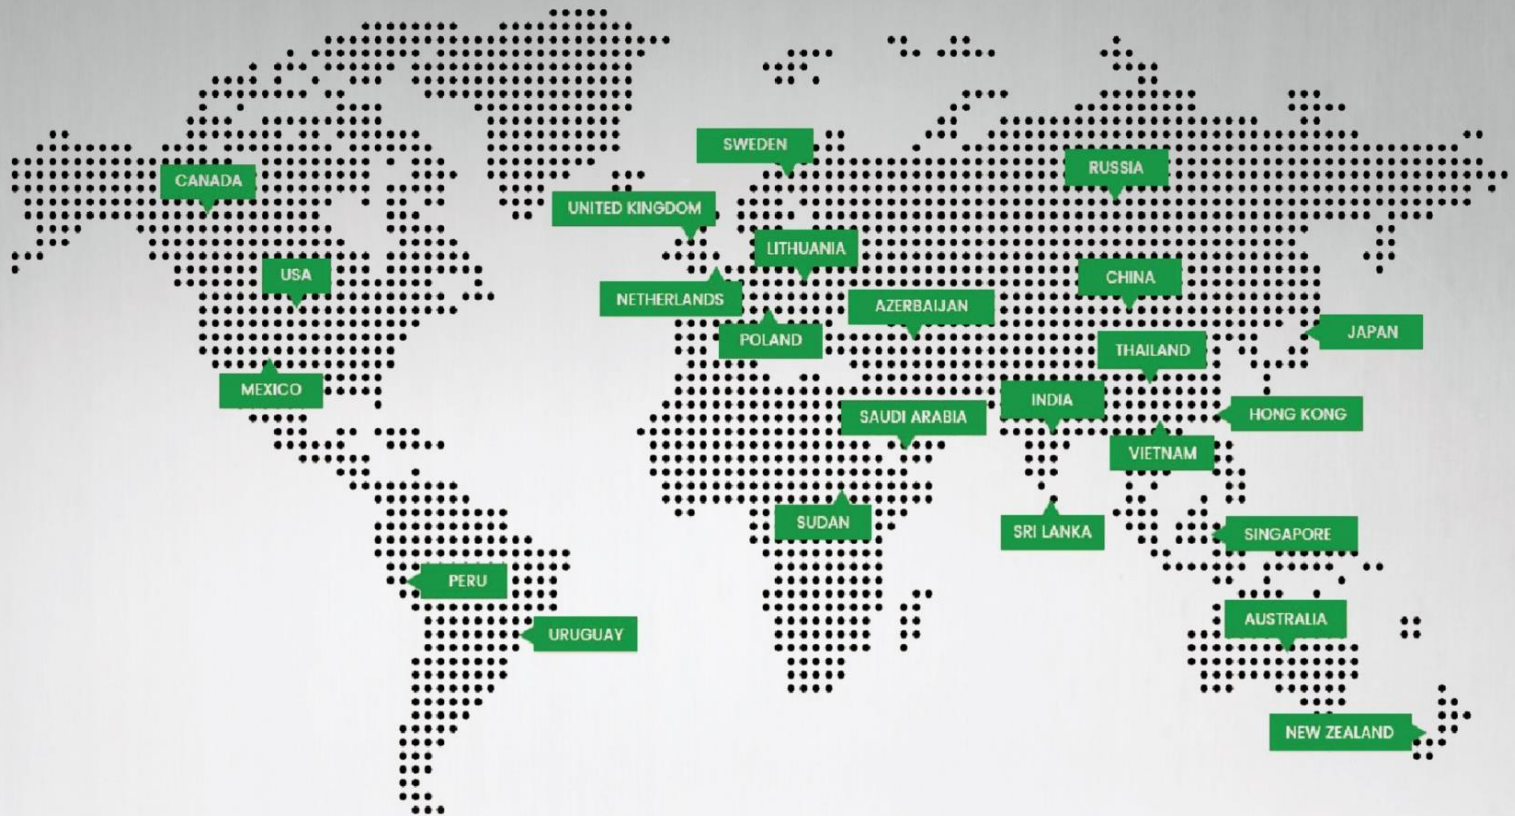 SWEDEN
RUSSIA
CANADA
UNITED KINGDOM
LITHUANIA
USA
CHINA
NETHERLANDS
AZERBAIJAN
JAPAN
POLAND
THAILAND
MEXICO
INDIA
HONG KONG
SAUDI ARABIA
VIETNAM
SUDAN
SRI LANKA
SINGAPORE
PERU
AUSTRALIA
URUGUAY
NEW ZEALAND